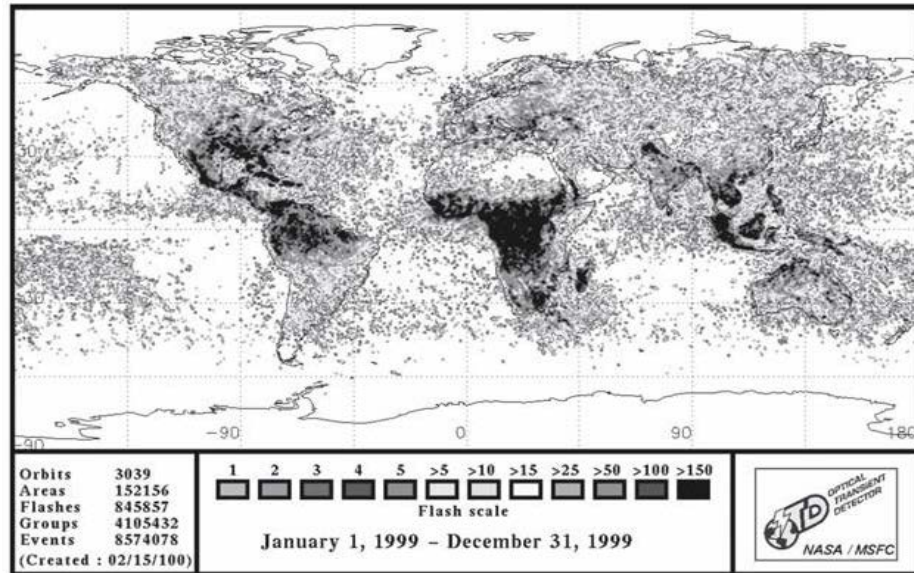 30
-30
-90
-90
0
90
180
Orbits 3039
Areas 152156
Flashes 845857
Groups 4105432
Events 8574078
(Created : 02/15/100)
1 2 3 4 5 >5 >10 >15 >25 >50 >100 >150
Flash scale
January 1, 1999 – December 31, 1999
OPTICAL
TRANSIENT
DETECTOR
OTD
NASA / MSFC